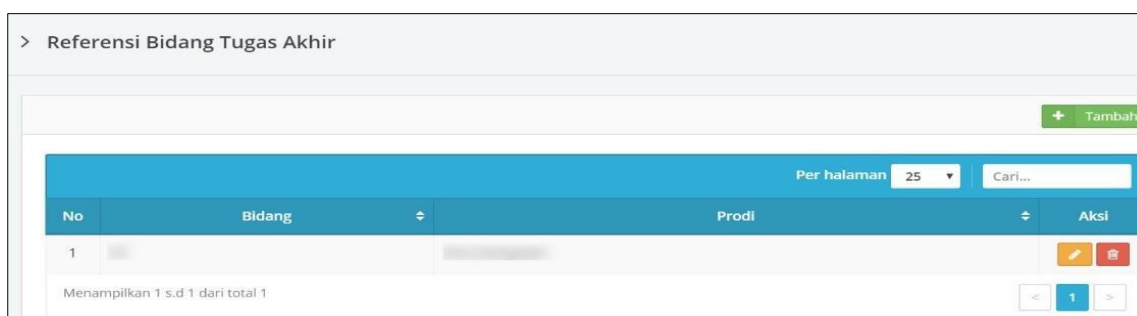 > Referensi Bidang Tugas Akhir
+ Tambah
Per halaman 25 Cari...
No Bidang Prodi Aksi
1
Menampilkan 1 s.d 1 dari total 1
< 1 >